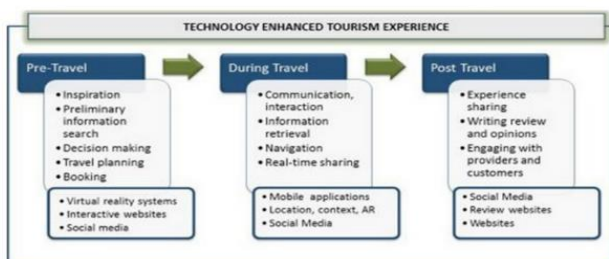 TECHNOLOGY ENHANCED TOURISM EXPERIENCE
Pre-Travel
• Inspiration
• Preliminary
information
search
• Decision making
• Travel planning
• Booking
• Virtual reality systems
• Interactive websites
• Social media
During Travel
• Communication,
interaction
• Information
retrieval
• Navigation
• Real-time sharing
• Mobile applications
• Location, context, AR
• Social Media
Post Travel
• Experience
sharing
• Writing review
and opinions
• Engaging with
providers and
customers
• Social Media
• Review websites
• Websites